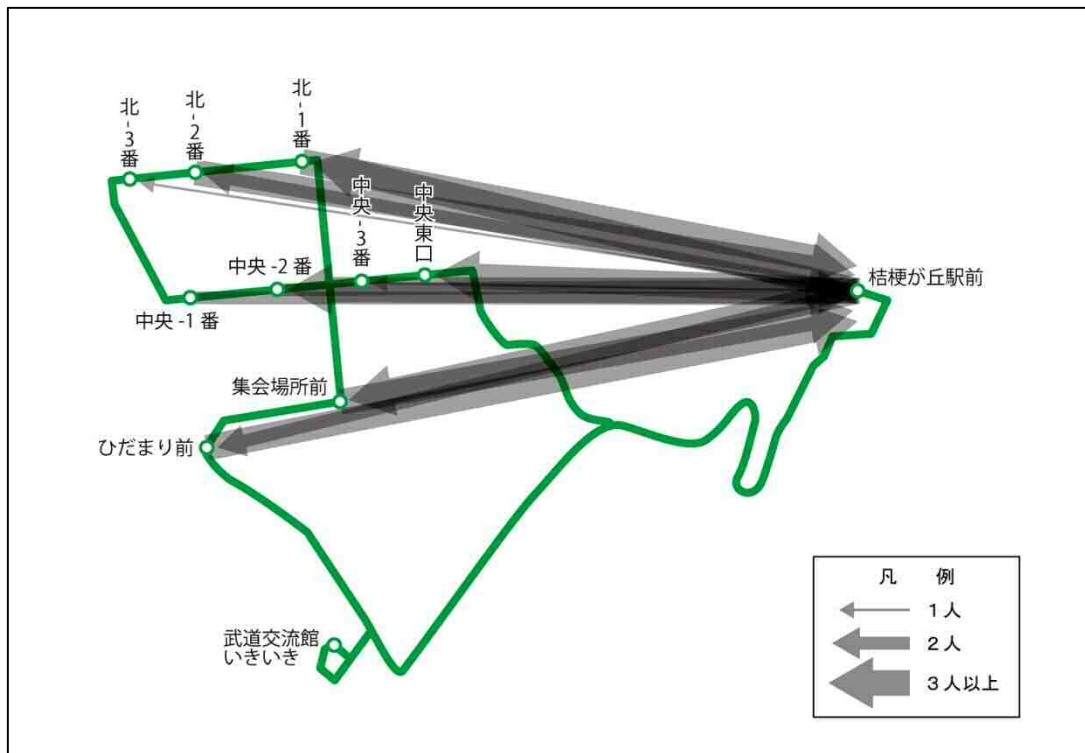 北-3番
北-2番
北-1番
中央-3番
中央東口
中央-2番
中央-1番
桔梗が丘駅前
集会場所前
ひだまり前
武道交流館
いきいき
凡 例
1人
2人
3人以上